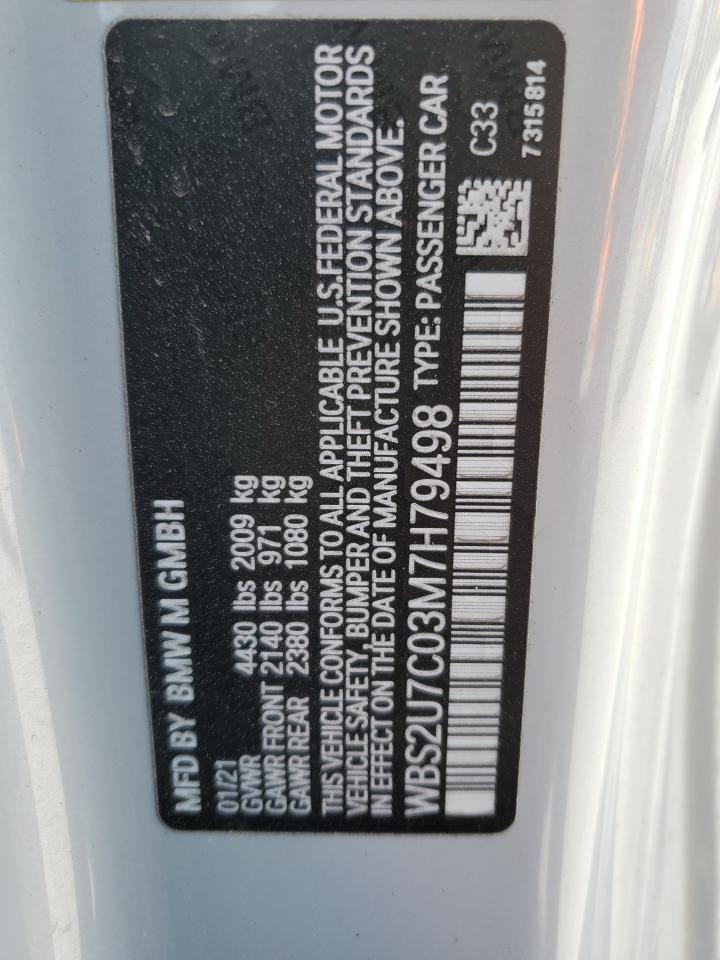 MFD BY BMW M GMBH
01/21
GVWR 4430 lbs 2009 kg
GAWR FRONT 2140 lbs 971 kg
GAWR REAR 2380 lbs 1080 kg
THIS VEHICLE CONFORMS TO ALL APPLICABLE U.S.FEDERAL MOTOR
VEHICLE SAFETY, BUMPER AND THEFT PREVENTION STANDARDS
IN EFFECT ON THE DATE OF MANUFACTURE SHOWN ABOVE.
WBS2U7C03M7H79498 TYPE: PASSENGER CAR
C33
7315814